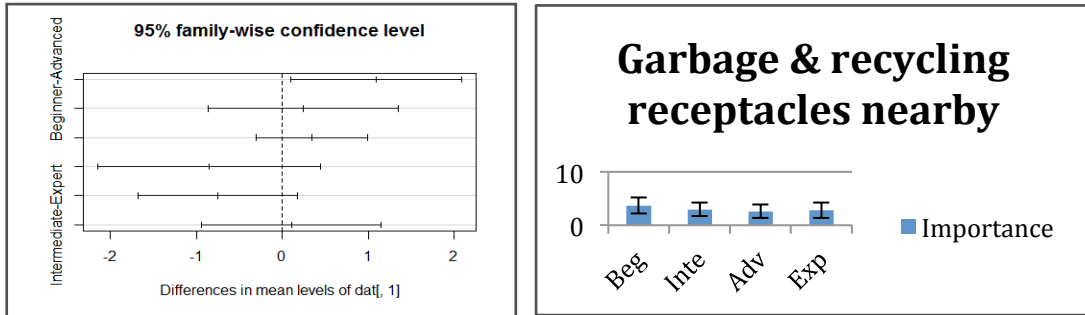 95% family-wise confidence level
Beginner-Advanced
Intermediate-Expert
-2
-1
0
1
2
Differences in mean levels of dat[, 1]
Garbage & recycling
receptacles nearby
10
0
Beg
Inte
Adv
Exp
Importance